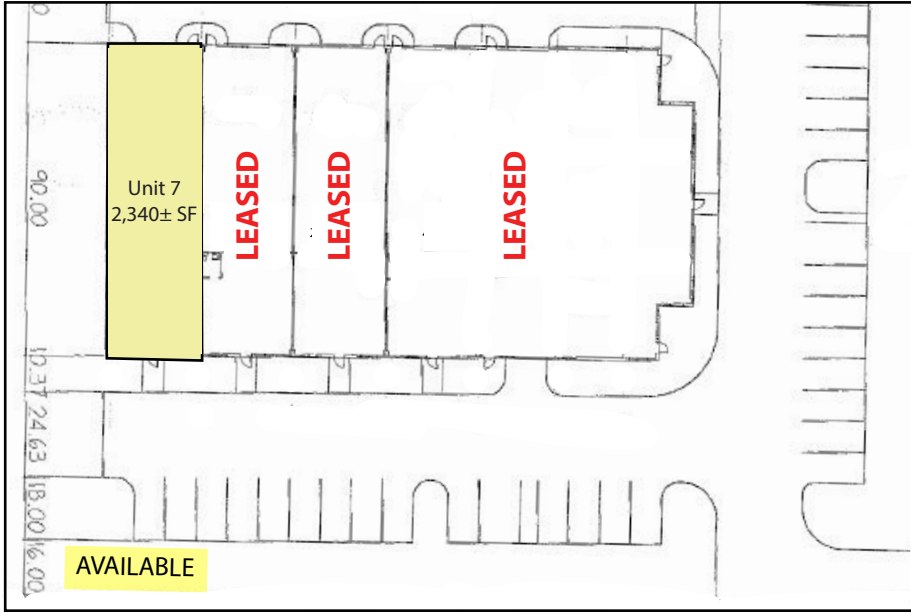 90.00
Unit 7
2,340± SF
LEASED
LEASED
LEASED
10.37
24.63
18.00
16.00
AVAILABLE